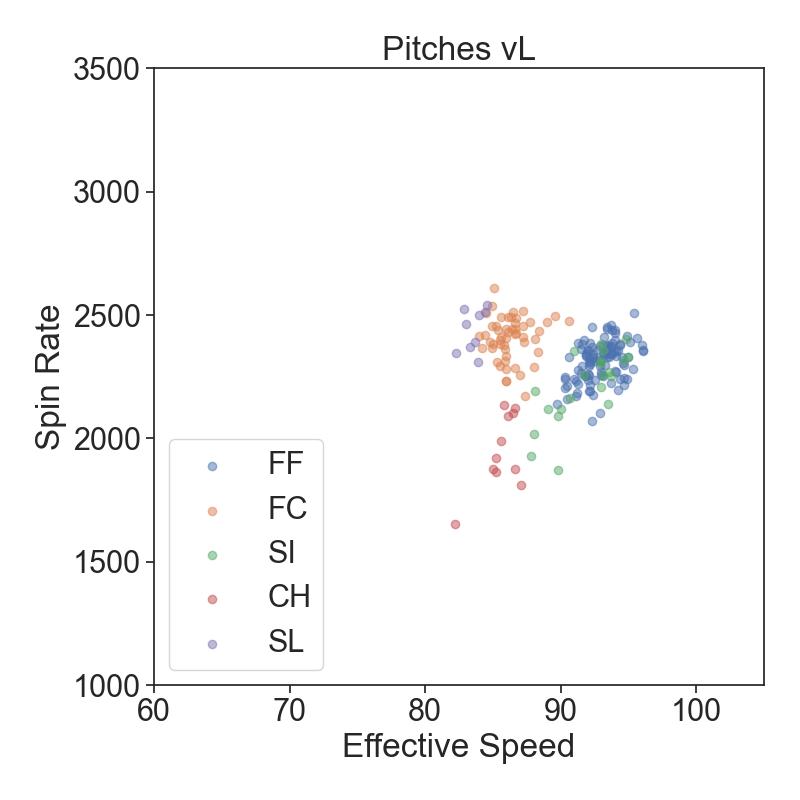 Pitches vL
3500
3000
2500
2000
1500
1000
Spin Rate
FF
FC
SI
CH
SL
60 70 80 90 100
Effective Speed